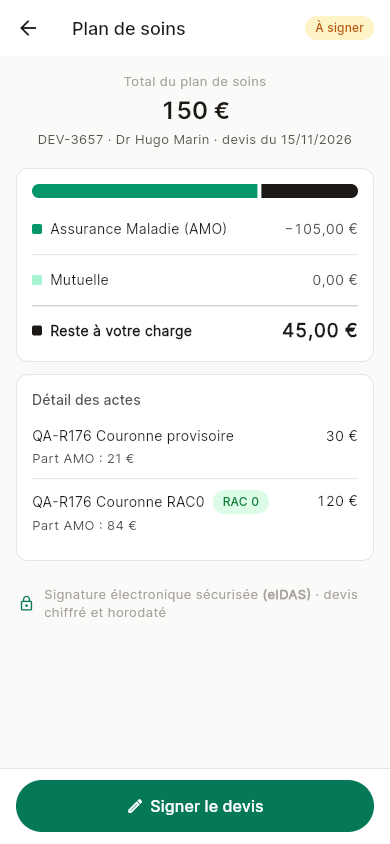 Plan de soins
À signer
Total du plan de soins
150 €
DEV-3657 · Dr Hugo Marin · devis du 15/11/2026
Assurance Maladie (AMO) −105,00 €
Mutuelle 0,00 €
Reste à votre charge 45,00 €
Détail des actes
QA-R176 Couronne provisoire 30 €
Part AMO : 21 €
QA-R176 Couronne RAC0 RAC 0 120 €
Part AMO : 84 €
Signature électronique sécurisée (eIDAS) · devis
chiffré et horodaté
Signer le devis